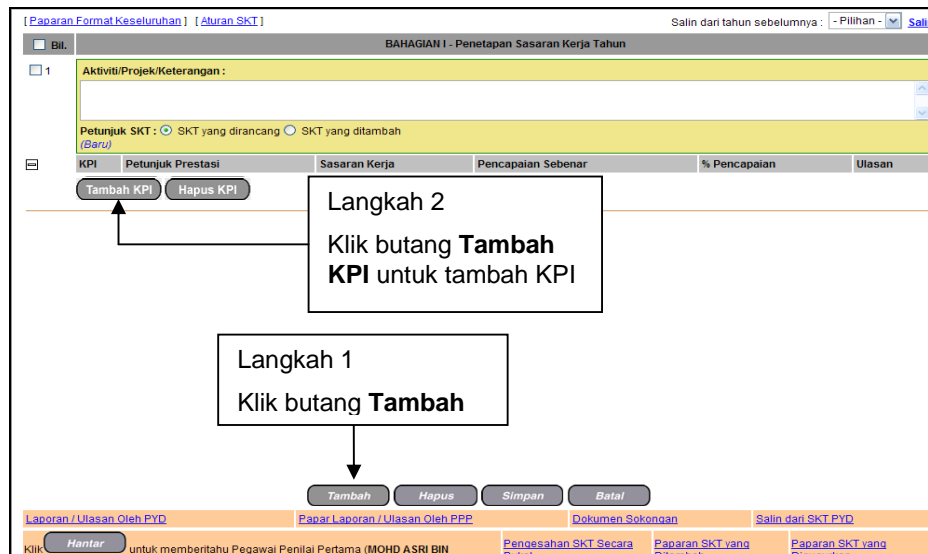 [ Paparan Format Keseluruhan ] [ Aturan SKT ] Salin dari tahun sebelumnya : - Pilihan -
Bil. BAHAGIAN I - Penetapan Sasaran Kerja Tahun
1 Aktiviti/Projek/Keterangan :
Petunjuk SKT : SKT yang dirancang SKT yang ditambah
(Baru)
KPI Petunjuk Prestasi Sasaran Kerja Pencapaian Sebenar % Pencapaian Ulasan
Tambah KPI Hapus KPI
Langkah 2
Klik butang Tambah
KPI untuk tambah KPI
Langkah 1
Klik butang Tambah
Tambah Hapus Simpan Batal
Laporan / Ulasan Oleh PYD Papar Laporan / Ulasan Oleh PPP Dokumen Sokongan Salin dari SKT PYD
Klik Hantar untuk memberitahu Pegawai Penilai Pertama (MOHD ASRI BIN Pengesahan SKT Secara Paparan SKT yang Paparan SKT yang